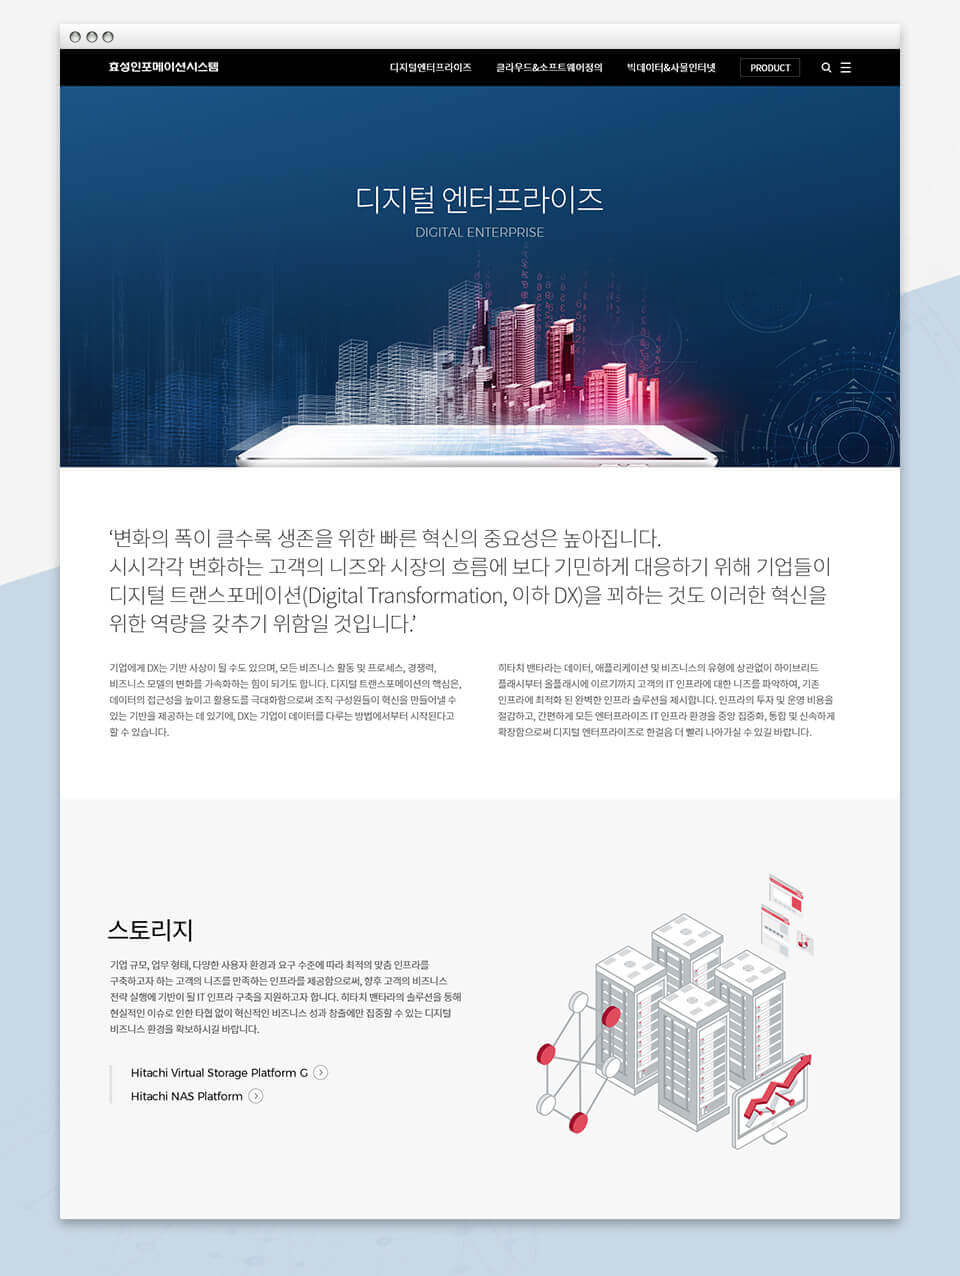 효성인포메이션시스템
디지털엔터프라이즈 클라우드&소프트웨어정의 빅데이터&사물인터넷 PRODUCT
디지털 엔터프라이즈
DIGITAL ENTERPRISE
‘변화의 폭이 클수록 생존을 위한 빠른 혁신의 중요성은 높아집니다.
시시각각 변화하는 고객의 니즈와 시장의 흐름에 보다 기민하게 대응하기 위해 기업들이
디지털 트랜스포메이션(Digital Transformation, 이하 DX)을 꾀하는 것도 이러한 혁신을
위한 역량을 갖추기 위함일 것입니다.’
기업에게 DX는 기반 사상이 될 수도 있으며, 모든 비즈니스 활동 및 프로세스, 경쟁력,
비즈니스 모델의 변화를 가속화하는 힘이 되기도 합니다. 디지털 트랜스포메이션의 핵심은,
데이터의 접근성을 높이고 활용도를 극대화함으로써 조직 구성원들이 혁신을 만들어낼 수
있는 기반을 제공하는 데 있기에, DX는 기업이 데이터를 다루는 방법에서부터 시작된다고
할 수 있습니다.
히타치 밴타라는 데이터, 애플리케이션 및 비즈니스의 유형에 상관없이 하이브리드
플래시부터 올플래시에 이르기까지 고객의 IT 인프라에 대한 니즈를 파악하여, 기존
인프라에 최적화 된 완벽한 인프라 솔루션을 제시합니다. 인프라의 투자 및 운영 비용을
절감하고, 간편하게 모든 엔터프라이즈 IT 인프라 환경을 중앙 집중화, 통합 및 신속하게
확장함으로써 디지털 엔터프라이즈로 한걸음 더 빨리 나아가실 수 있길 바랍니다.
스토리지
기업 규모, 업무 형태, 다양한 사용자 환경과 요구 수준에 따라 최적의 맞춤 인프라를
구축하고자 하는 고객의 니즈를 만족하는 인프라를 제공함으로써, 향후 고객의 비즈니스
전략 실행에 기반이 될 IT 인프라 구축을 지원하고자 합니다. 히타치 밴타라의 솔루션을 통해
현실적인 이슈로 인한 타협 없이 혁신적인 비즈니스 성과 창출에만 집중할 수 있는 디지털
비즈니스 환경을 확보하시길 바랍니다.
Hitachi Virtual Storage Platform G
Hitachi NAS Platform